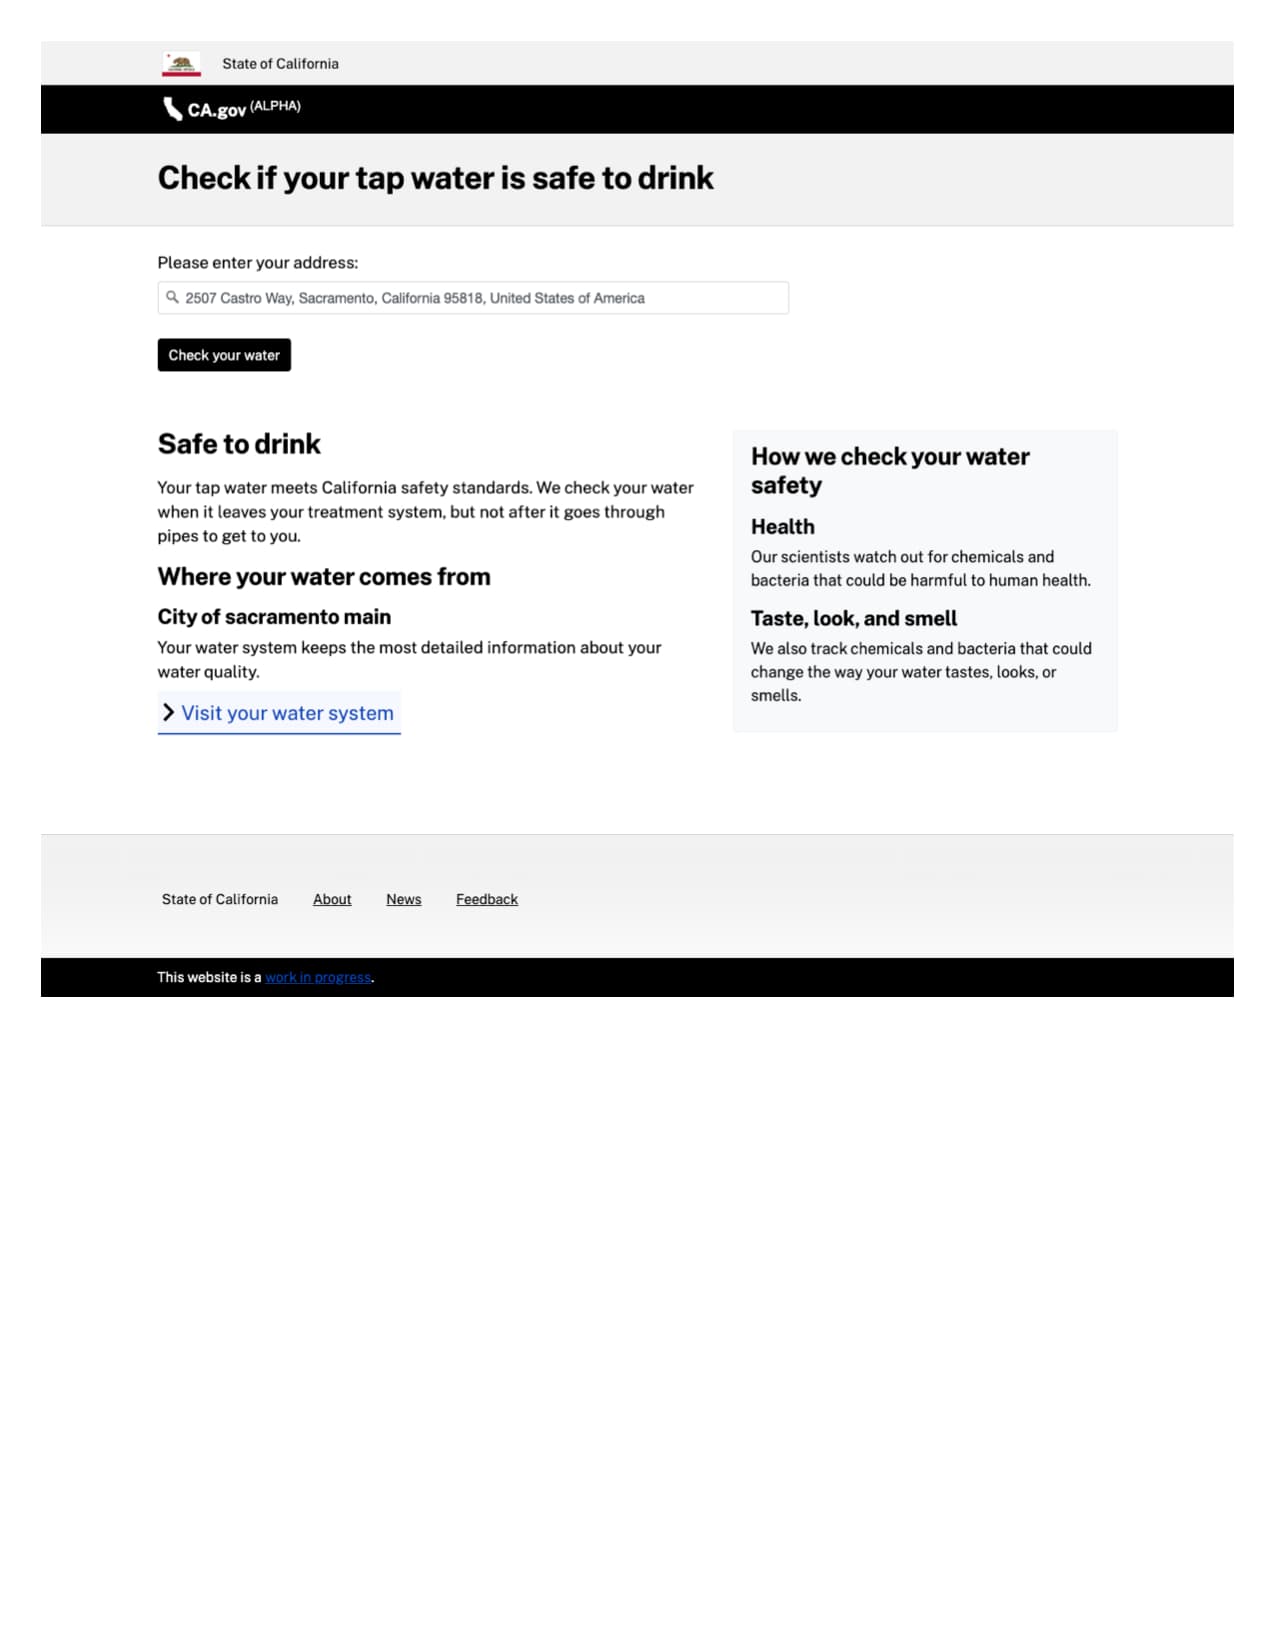 State of California
CA.gov (ALPHA)
Check if your tap water is safe to drink
Please enter your address:
2507 Castro Way, Sacramento, California 95818, United States of America
Check your water
Safe to drink
Your tap water meets California safety standards. We check your water
when it leaves your treatment system, but not after it goes through
pipes to get to you.
Where your water comes from
City of sacramento main
Your water system keeps the most detailed information about your
water quality.
Visit your water system
How we check your water
safety
Health
Our scientists watch out for chemicals and
bacteria that could be harmful to human health.
Taste, look, and smell
We also track chemicals and bacteria that could
change the way your water tastes, looks, or
smells.
State of California About News Feedback
This website is a work in progress.